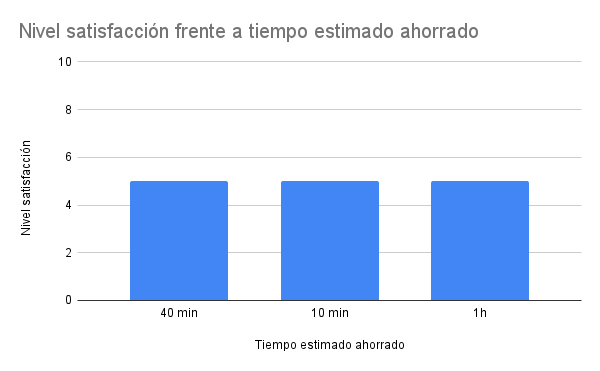 Nivel satisfacción frente a tiempo estimado ahorrado
10
8
6
4
2
0
Nivel satisfacción
40 min
10 min
1h
Tiempo estimado ahorrado